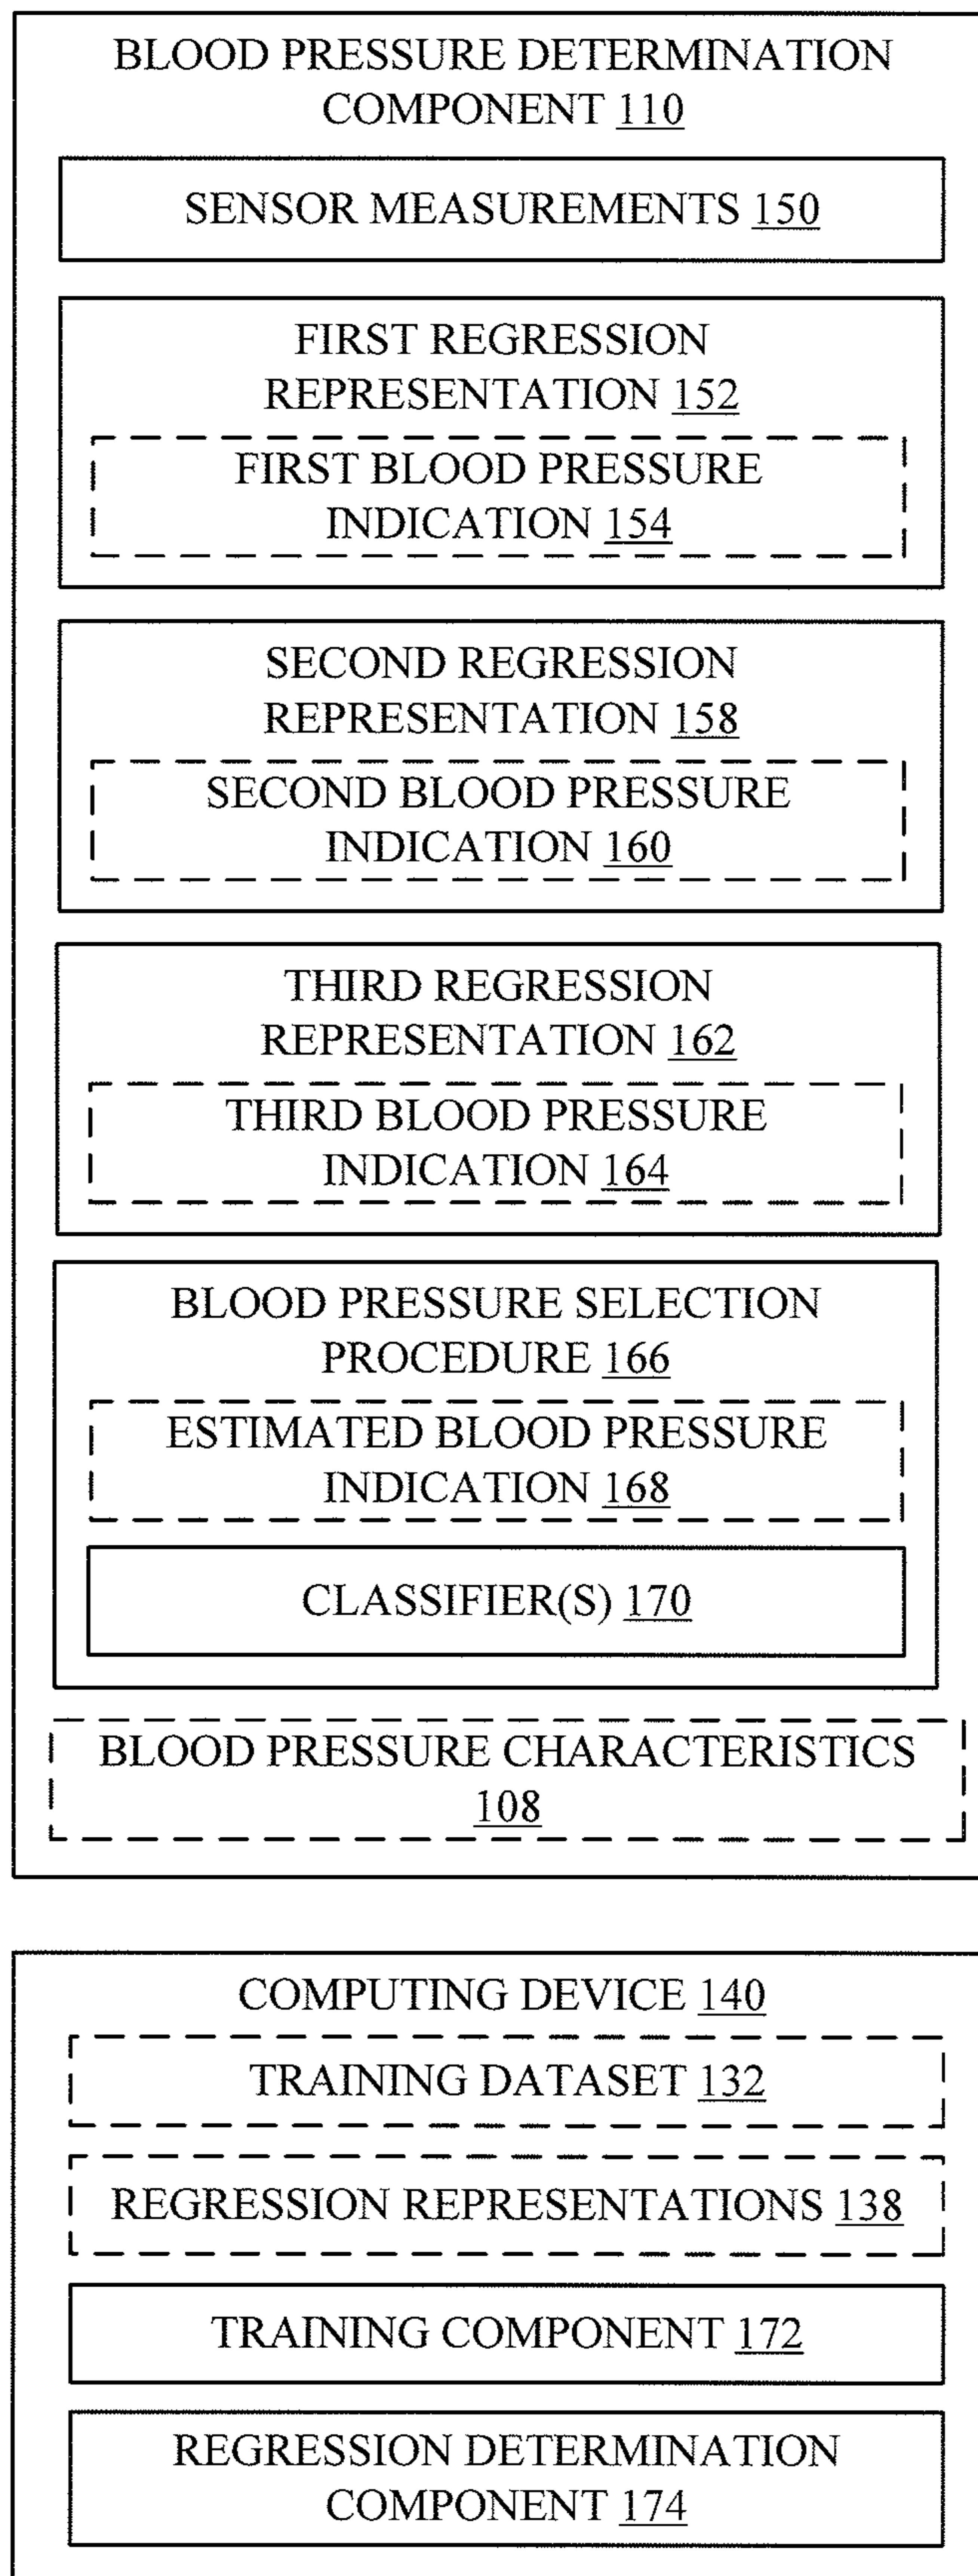 BLOOD PRESSURE DETERMINATION
COMPONENT 110
SENSOR MEASUREMENTS 150
FIRST REGRESSION
REPRESENTATION 152
FIRST BLOOD PRESSURE
INDICATION 154
SECOND REGRESSION
REPRESENTATION 158
SECOND BLOOD PRESSURE
INDICATION 160
THIRD REGRESSION
REPRESENTATION 162
THIRD BLOOD PRESSURE
INDICATION 164
BLOOD PRESSURE SELECTION
PROCEDURE 166
ESTIMATED BLOOD PRESSURE
INDICATION 168
CLASSIFIER(S) 170
BLOOD PRESSURE CHARACTERISTICS
108
COMPUTING DEVICE 140
TRAINING DATASET 132
REGRESSION REPRESENTATIONS 138
TRAINING COMPONENT 172
REGRESSION DETERMINATION
COMPONENT 174